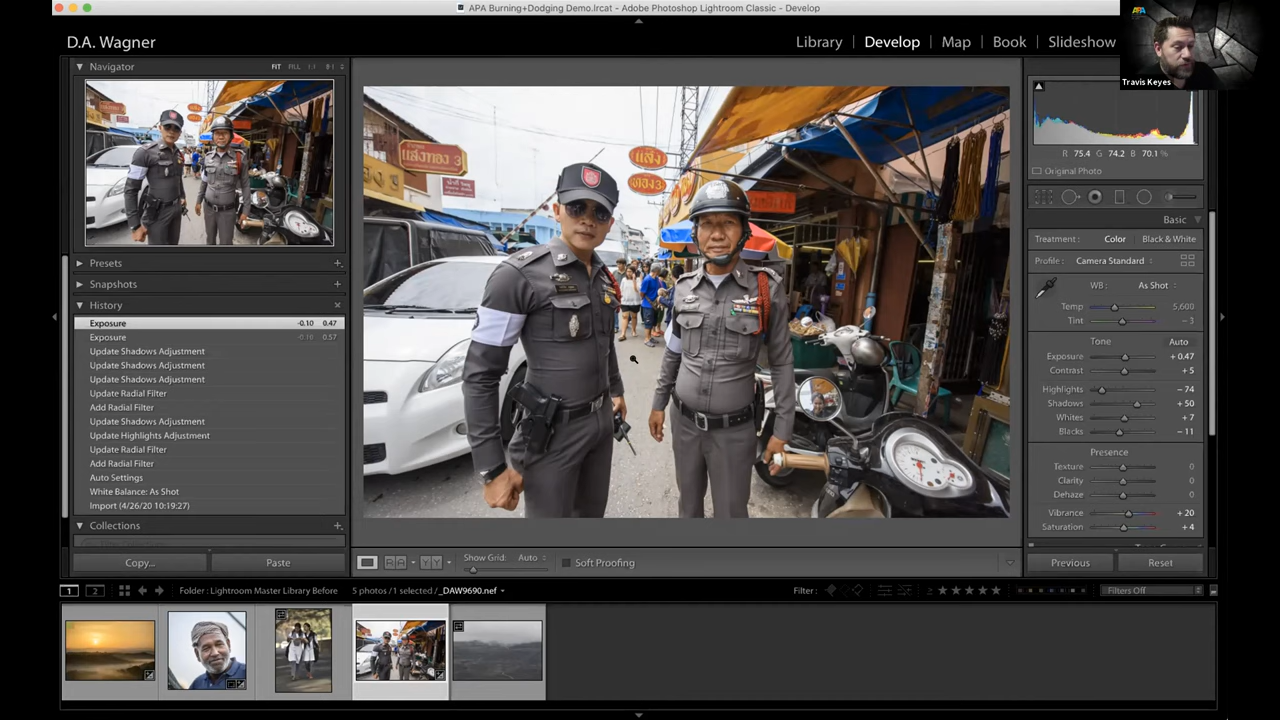 APA Burning+Dodging Demo.lrcat - Adobe Photoshop Lightroom Classic - Develop
D.A. Wagner
Library
Develop
Map
Book
Slideshow
Travis Keyes
Navigator
FIT
FILL
1:1
R 75.4 G 74.2 B 70.1 %
Original Photo
Presets
Snapshots
History
Exposure -0.10 0.47
Exposure -0.10 0.57
Update Shadows Adjustment
Update Shadows Adjustment
Update Shadows Adjustment
Update Radial Filter
Add Radial Filter
Update Shadows Adjustment
Update Highlights Adjustment
Update Radial Filter
Add Radial Filter
Auto Settings
White Balance: As Shot
Import (4/26/20 10:19:27)
Collections
Copy...
Paste
Basic
Treatment: Color Black & White
Profile: Camera Standard
WB: As Shot
Temp 5,600
Tint -3
Tone Auto
Exposure + 0.47
Contrast + 5
Highlights - 74
Shadows + 50
Whites + 7
Blacks - 11
Presence
Texture 0
Clarity 0
Dehaze 0
Vibrance + 20
Saturation + 4
Show Grid: Auto
Soft Proofing
Previous
Reset
1
2
Folder : Lightroom Master Library Before
5 photos /1 selected /_DAW9690.nef
Filter :
Filters Off